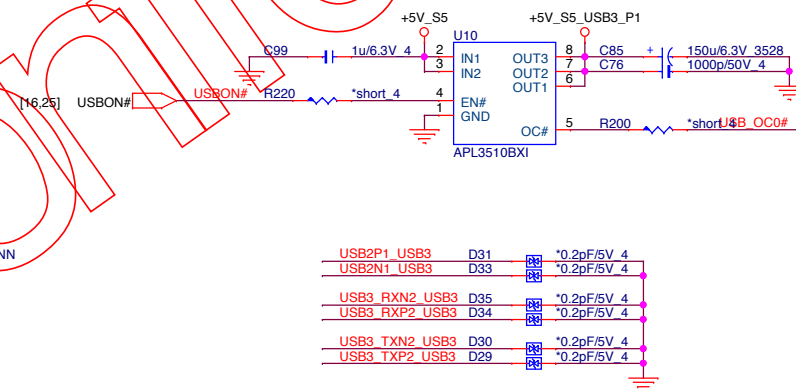 +5V_S5 +5V_S5_USB3_P1
U10
C99 1u/6.3V_4 2 IN1 OUT3 8 C85 + 150u/6.3V_3528
3 IN2 OUT2 7 C76 1000p/50V_4
OUT1 6
[16,25] USBON# USBON# R220 *short_4 4 EN#
1 GND
OC# 5 R200 *short_4 USB_OC0#
APL3510BXI
NN
USB2P1_USB3 D31 *0.2pF/5V_4
USB2N1_USB3 D33 *0.2pF/5V_4
USB3_RXN2_USB3 D35 *0.2pF/5V_4
USB3_RXP2_USB3 D34 *0.2pF/5V_4
USB3_TXN2_USB3 D30 *0.2pF/5V_4
USB3_TXP2_USB3 D29 *0.2pF/5V_4